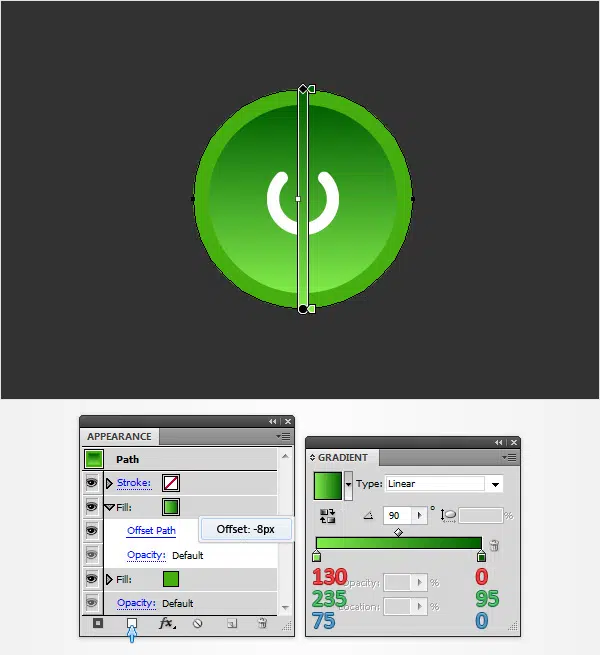 APPEARANCE
Path
Stroke:
Fill:
Offset Path
Offset: -8px
Opacity: Default
Fill:
Opacity: Default
fx
GRADIENT
Type: Linear
90 °
%
130 0
Opacity: %
235 95
Location: %
75 0